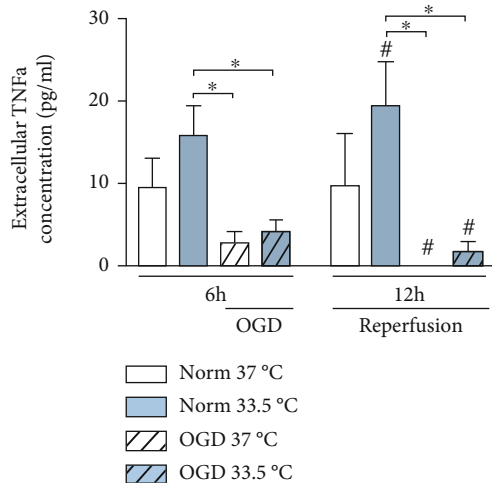 Extracellular TNFa
concentration (pg/ml)
30
20
10
0
*
*
*
*
#
#
#
6h
12h
OGD
Reperfusion
Norm 37 °C
Norm 33.5 °C
OGD 37 °C
OGD 33.5 °C